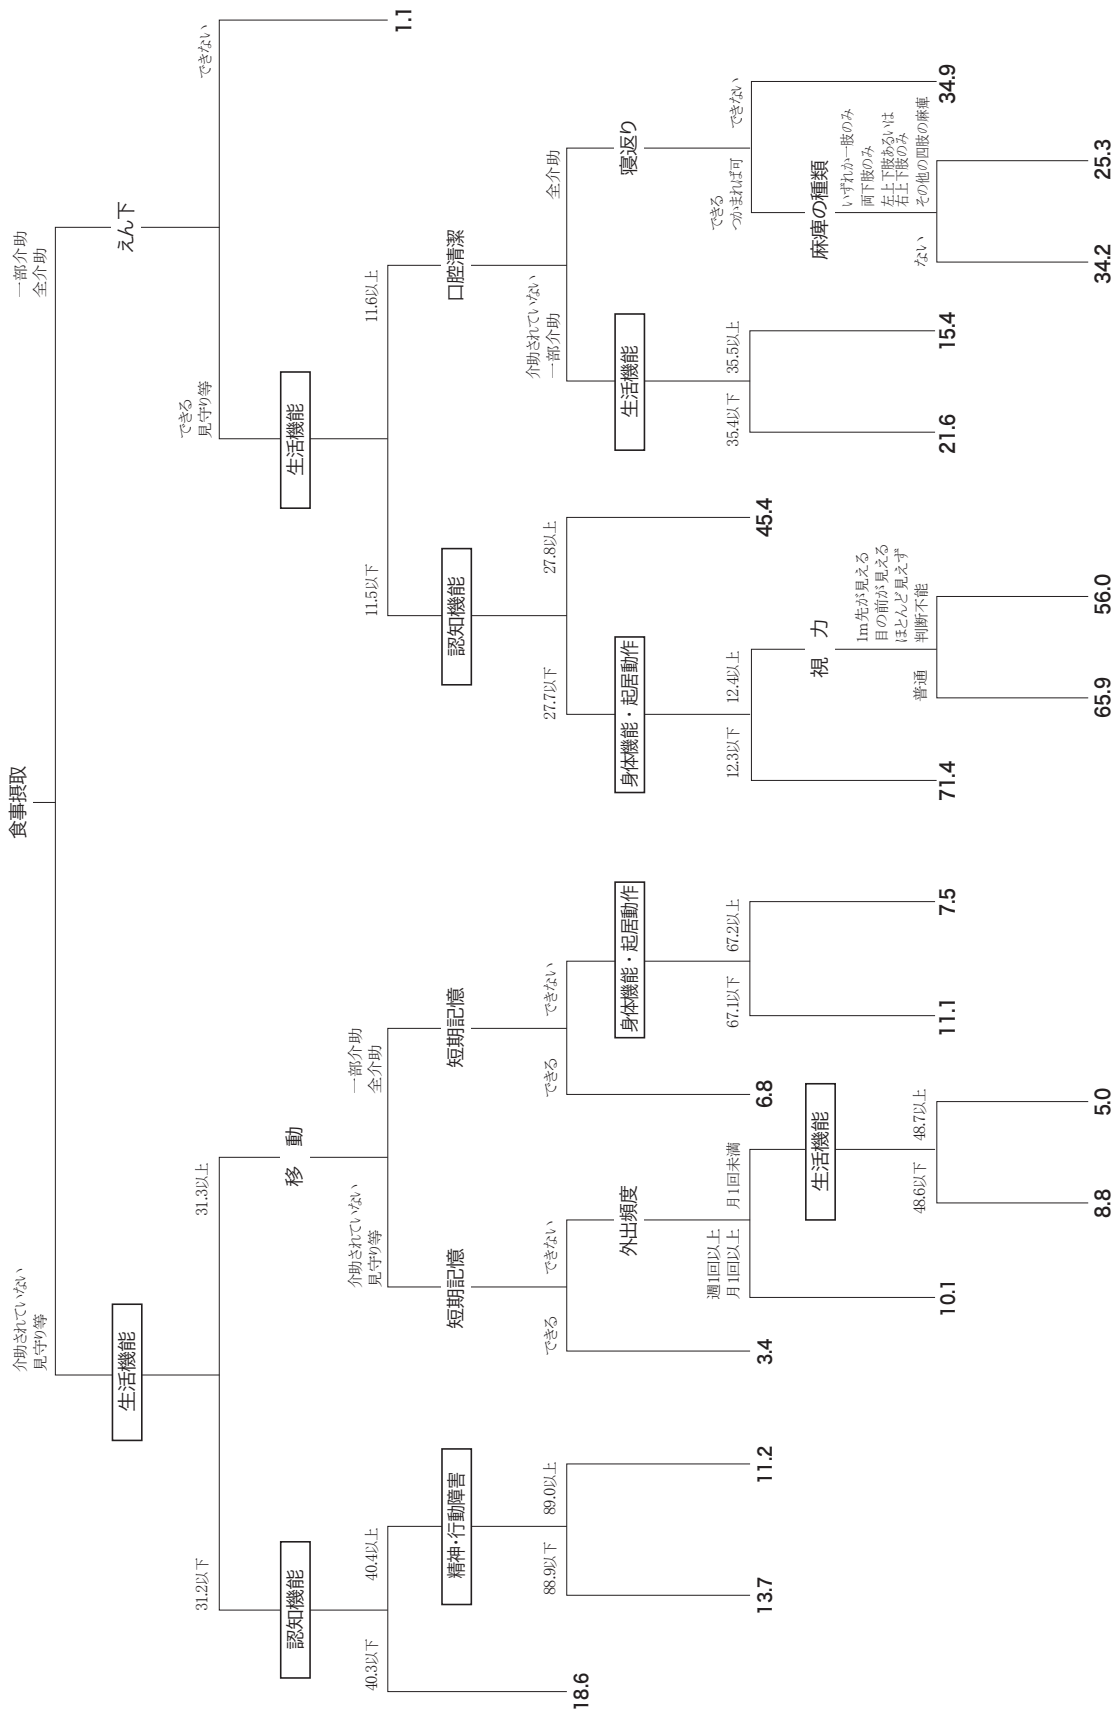 食事摂取
介助されていない
見守り等
一部介助
全介助
生活機能
えん下
31.2以下
31.3以上
できる
見守り等
できない
認知機能
移 動
生活機能
1.1
40.3以下
40.4以上
介助されていない
見守り等
一部介助
全介助
11.5以下
11.6以上
精神・行動障害
短期記憶
短期記憶
認知機能
口腔清潔
18.6
88.9以下
89.0以上
できる
できない
できる
できない
27.7以下
27.8以上
介助されていない
一部介助
全介助
外出頻度
身体機能・起居動作
身体機能・起居動作
生活機能
寝返り
13.7
11.2
3.4
週1回以上
月1回以上
月1回未満
6.8
67.1以下
67.2以上
12.3以下
12.4以上
45.4
35.4以下
35.5以上
できる
つかまれば可
できない
生活機能
視 力
麻痺の種類
10.1
48.6以下
48.7以上
11.1
7.5
71.4
普通
1m先が見える
目の前が見える
ほとんど見えず
判断不能
21.6
15.4
ない
いずれか一肢のみ
両下肢のみ
左上下肢あるいは
右上下肢のみ
その他の四肢の麻痺
34.9
8.8
5.0
65.9
56.0
34.2
25.3